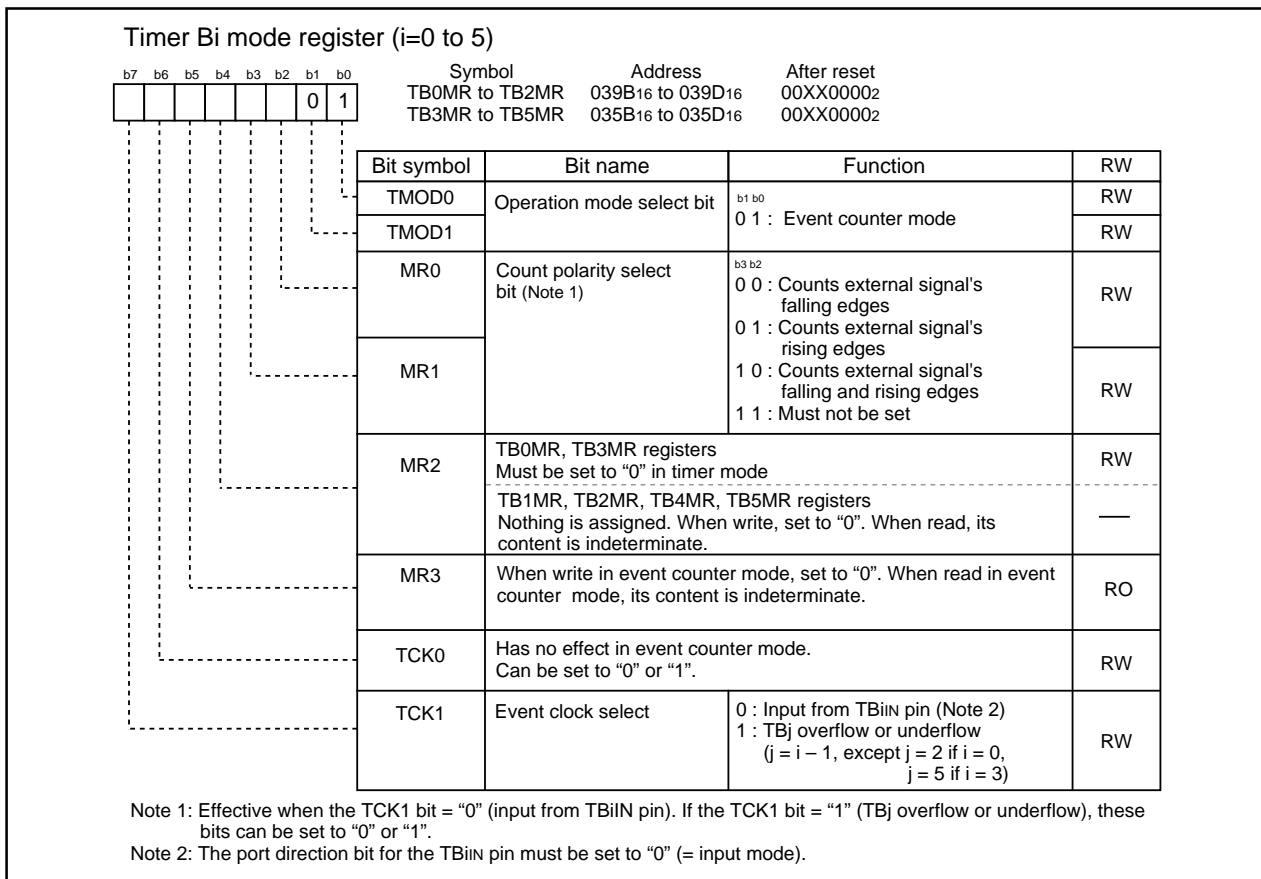 Timer Bi mode register (i=0 to 5)
b7 b6 b5 b4 b3 b2 b1 b0
0 1
Symbol Address After reset
TB0MR to TB2MR 039B16 to 039D16 00XX00002
TB3MR to TB5MR 035B16 to 035D16 00XX00002
Bit symbol Bit name Function RW
TMOD0 Operation mode select bit b1 b0 RW
0 1 : Event counter mode
TMOD1 RW
MR0 Count polarity select b3 b2
bit (Note 1) 0 0 : Counts external signal's
falling edges RW
0 1 : Counts external signal's
rising edges
MR1 1 0 : Counts external signal's
falling and rising edges RW
1 1 : Must not be set
MR2 TB0MR, TB3MR registers RW
Must be set to “0” in timer mode
TB1MR, TB2MR, TB4MR, TB5MR registers
Nothing is assigned. When write, set to “0”. When read, its —
content is indeterminate.
MR3 When write in event counter mode, set to “0”. When read in event RO
counter mode, its content is indeterminate.
TCK0 Has no effect in event counter mode. RW
Can be set to “0” or “1”.
TCK1 Event clock select 0 : Input from TBiIN pin (Note 2)
1 : TBj overflow or underflow RW
(j = i – 1, except j = 2 if i = 0,
j = 5 if i = 3)
Note 1: Effective when the TCK1 bit = “0” (input from TBiIN pin). If the TCK1 bit = “1” (TBj overflow or underflow), these
bits can be set to “0” or “1”.
Note 2: The port direction bit for the TBiIN pin must be set to “0” (= input mode).